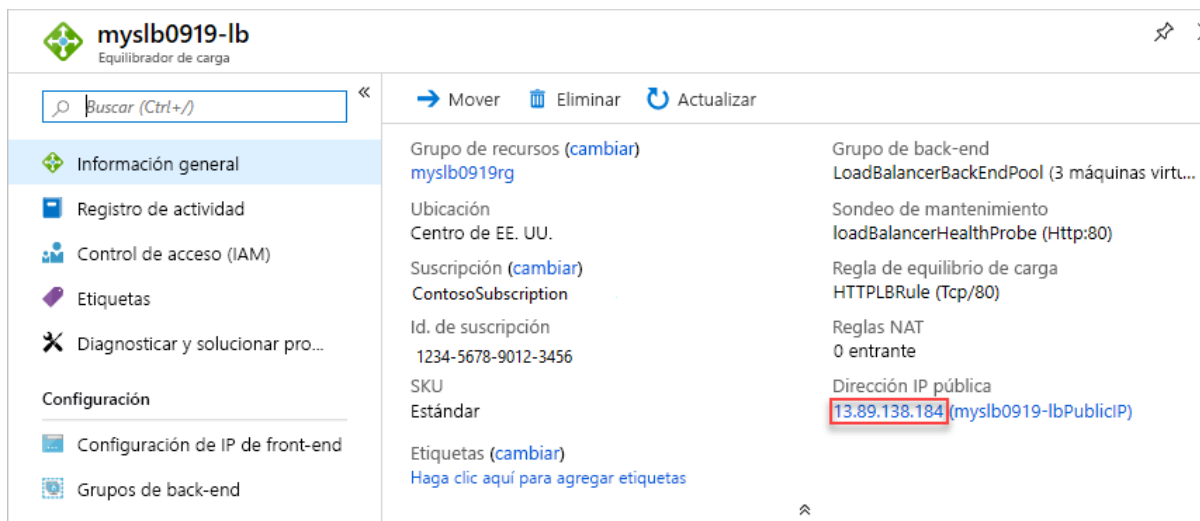 myslb0919-lb
Equilibrador de carga
Buscar (Ctrl+/)
Información general
Registro de actividad
Control de acceso (IAM)
Etiquetas
Diagnosticar y solucionar pro...
Configuración
Configuración de IP de front-end
Grupos de back-end
Mover Eliminar Actualizar
Grupo de recursos (cambiar)
myslb0919rg
Ubicación
Centro de EE. UU.
Suscripción (cambiar)
ContosoSubscription
Id. de suscripción
1234-5678-9012-3456
SKU
Estándar
Etiquetas (cambiar)
Haga clic aquí para agregar etiquetas
Grupo de back-end
LoadBalancerBackEndPool (3 máquinas virtu...
Sondeo de mantenimiento
loadBalancerHealthProbe (Http:80)
Regla de equilibrio de carga
HTTPLBRule (Tcp/80)
Reglas NAT
0 entrante
Dirección IP pública
13.89.138.184 (myslb0919-lbPublicIP)